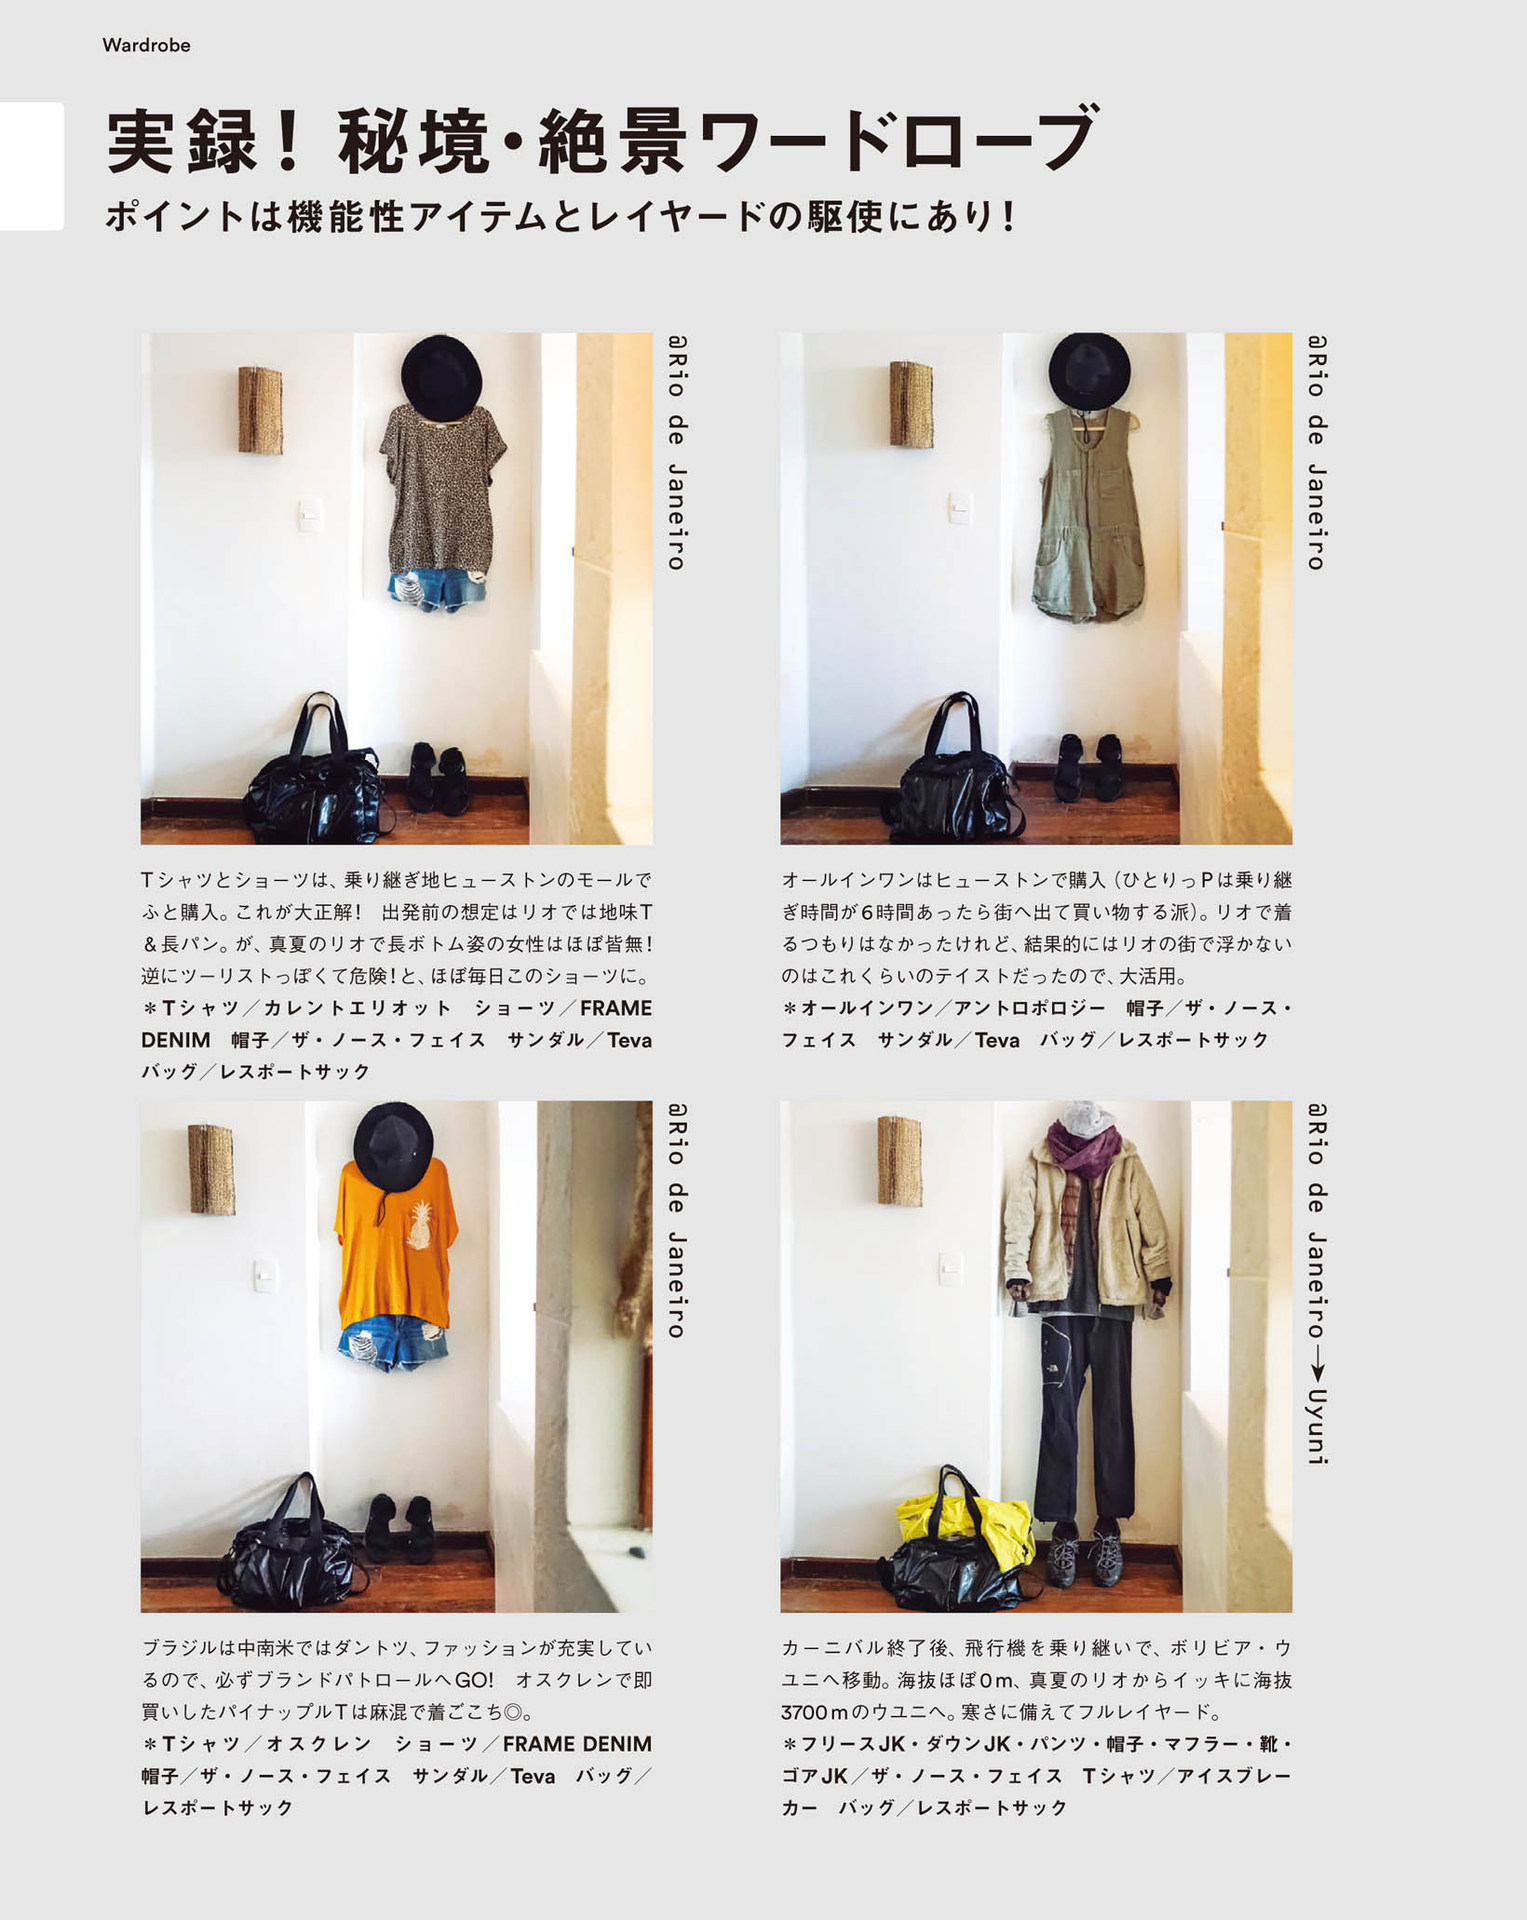 Wardrobe
実録！ 秘境・絶景ワードローブ
ポイントは機能性アイテムとレイヤードの駆使にあり！
@Rio de Janeiro
Tシャツとショーツは、乗り継ぎ地ヒューストンのモールで
ふと購入。これが大正解！　出発前の想定はリオでは地味T
＆長パン。が、真夏のリオで長ボトム姿の女性はほぼ皆無！
逆にツーリストっぽくて危険！と、ほぼ毎日このショーツに。
＊Tシャツ／カレントエリオット　ショーツ／FRAME
DENIM　帽子／ザ・ノース・フェイス　サンダル／Teva
バッグ／レスポートサック
@Rio de Janeiro
オールインワンはヒューストンで購入（ひとりっPは乗り継
ぎ時間が6時間あったら街へ出て買い物する派）。リオで着
るつもりはなかったけれど、結果的にはリオの街で浮かない
のはこれくらいのテイストだったので、大活用。
＊オールインワン／アントロポロジー　帽子／ザ・ノース・
フェイス　サンダル／Teva　バッグ／レスポートサック
@Rio de Janeiro
ブラジルは中南米ではダントツ、ファッションが充実してい
るので、必ずブランドパトロールへGO!　オスクレンで即
買いしたパイナップルTは麻混で着ごこち◎。
＊Tシャツ／オスクレン　ショーツ／FRAME DENIM
帽子／ザ・ノース・フェイス　サンダル／Teva　バッグ／
レスポートサック
@Rio de Janeiro→Uyuni
カーニバル終了後、飛行機を乗り継いで、ボリビア・ウ
ユニへ移動。海抜ほぼ0m、真夏のリオからイッキに海抜
3700mのウユニへ。寒さに備えてフルレイヤード。
＊フリースJK・ダウンJK・パンツ・帽子・マフラー・靴・
ゴアJK／ザ・ノース・フェイス　Tシャツ／アイスブレー
カー　バッグ／レスポートサック